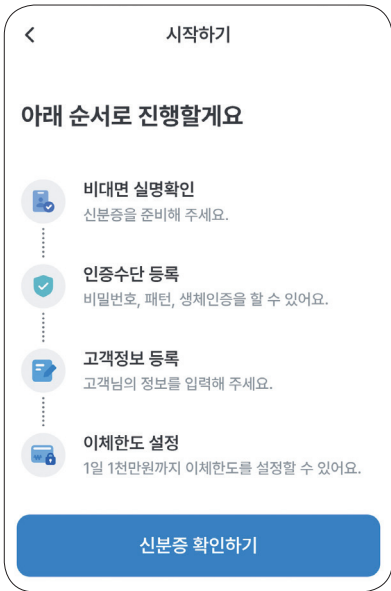 시작하기
아래 순서로 진행할게요
비대면 실명확인
신분증을 준비해 주세요.
인증수단 등록
비밀번호, 패턴, 생체인증을 할 수 있어요.
고객정보 등록
고객님의 정보를 입력해 주세요.
이체한도 설정
1일 1천만원까지 이체한도를 설정할 수 있어요.
신분증 확인하기